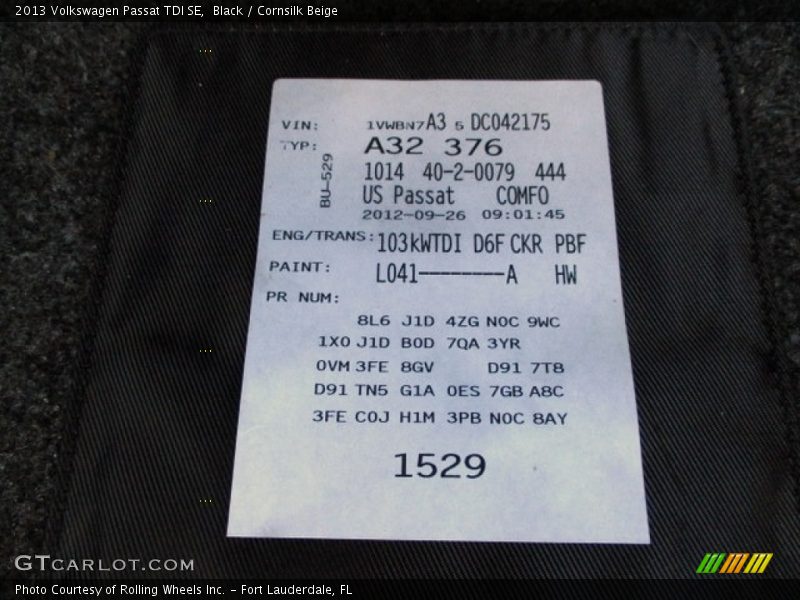 2013 Volkswagen Passat TDI SE, Black / Cornsilk Beige
VIN: 1VWBN7A3 5 DC042175
TYP: A32 376
BU-529
1014 40-2-0079 444
US Passat COMFO
2012-09-26 09:01:45
ENG/TRANS: 103kWTDI D6F CKR PBF
PAINT: L041--------A HW
PR NUM:
8L6 J1D 4ZG N0C 9WC
1X0 J1D B0D 7QA 3YR
0VM 3FE 8GV D91 7T8
D91 TN5 G1A 0ES 7GB A8C
3FE C0J H1M 3PB N0C 8AY
1529
GTCARLOT.COM
Photo Courtesy of Rolling Wheels Inc. - Fort Lauderdale, FL